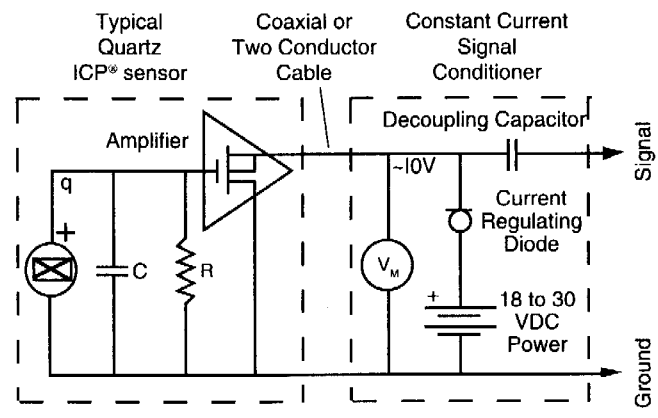 Typical
Quartz
ICP® sensor
Coaxial or
Two Conductor
Cable
Constant Current
Signal
Conditioner
Amplifier
Decoupling Capacitor
Signal
q
~10V
+
C
R
Current
Regulating
Diode
VM
+
18 to 30
VDC
Power
Ground